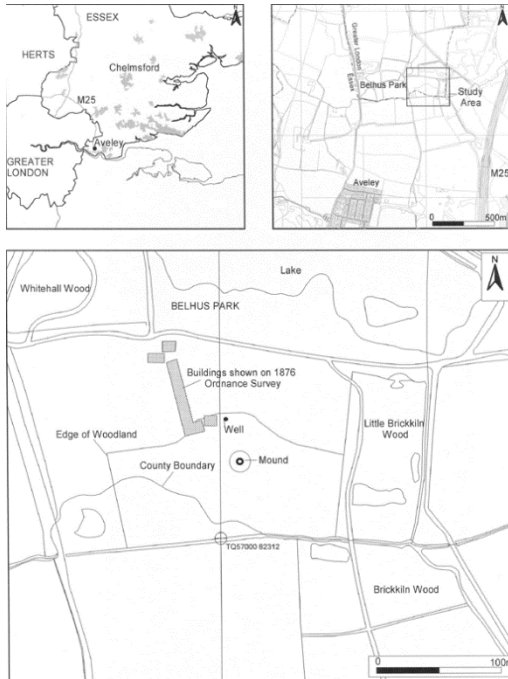 ESSEX
N
HERTS
Chelmsford
M25
Aveley
GREATER
LONDON
N
Greater London
Essex
Belhus Park
Study
Area
Aveley
M25
0 500m
Lake
N
Whitehall Wood
BELHUS PARK
Buildings shown on 1876
Ordnance Survey
Edge of Woodland
Well
Little Brickkiln
Wood
County Boundary
Mound
TQ57000 82312
Brickkiln Wood
0 100m